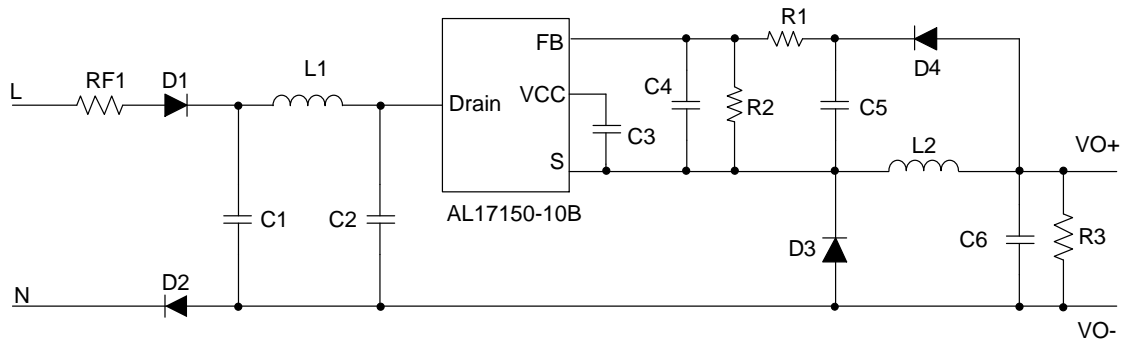 R1
FB
D4
L1
D1
RF1
L
C4
VCC
Drain
R2
C5
C3
L2
VO+
S
AL17150-10B
C1
C2
D3
C6
R3
D2
N
VO-